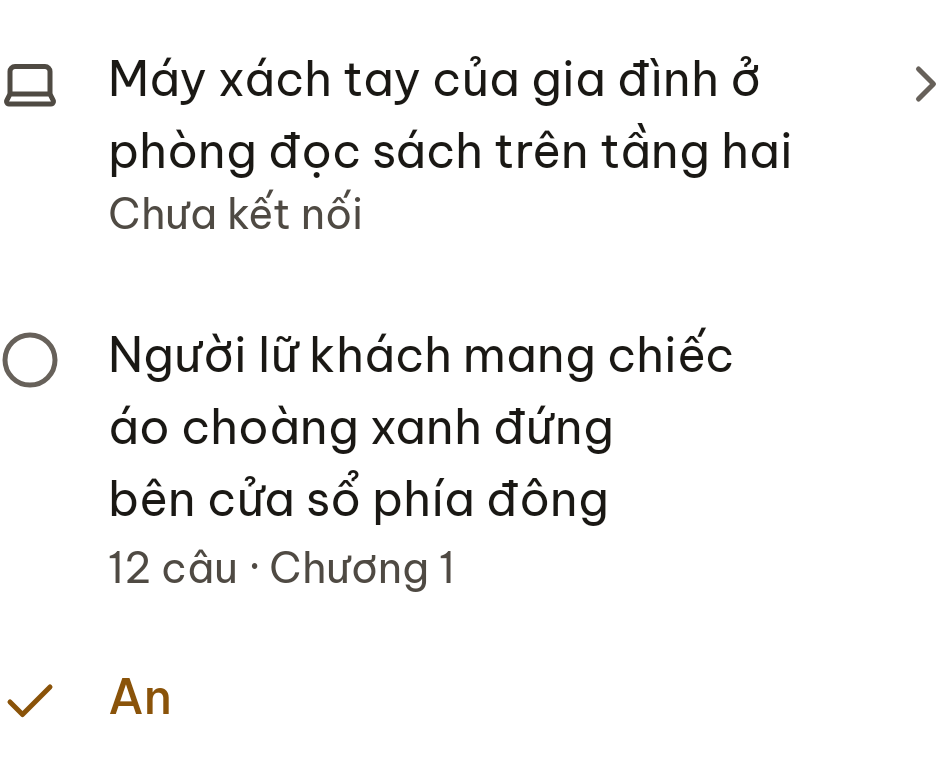 Máy xách tay của gia đình ở
phòng đọc sách trên tầng hai
Chưa kết nối
Người lữ khách mang chiếc
áo choàng xanh đứng
bên cửa sổ phía đông
12 câu · Chương 1
An